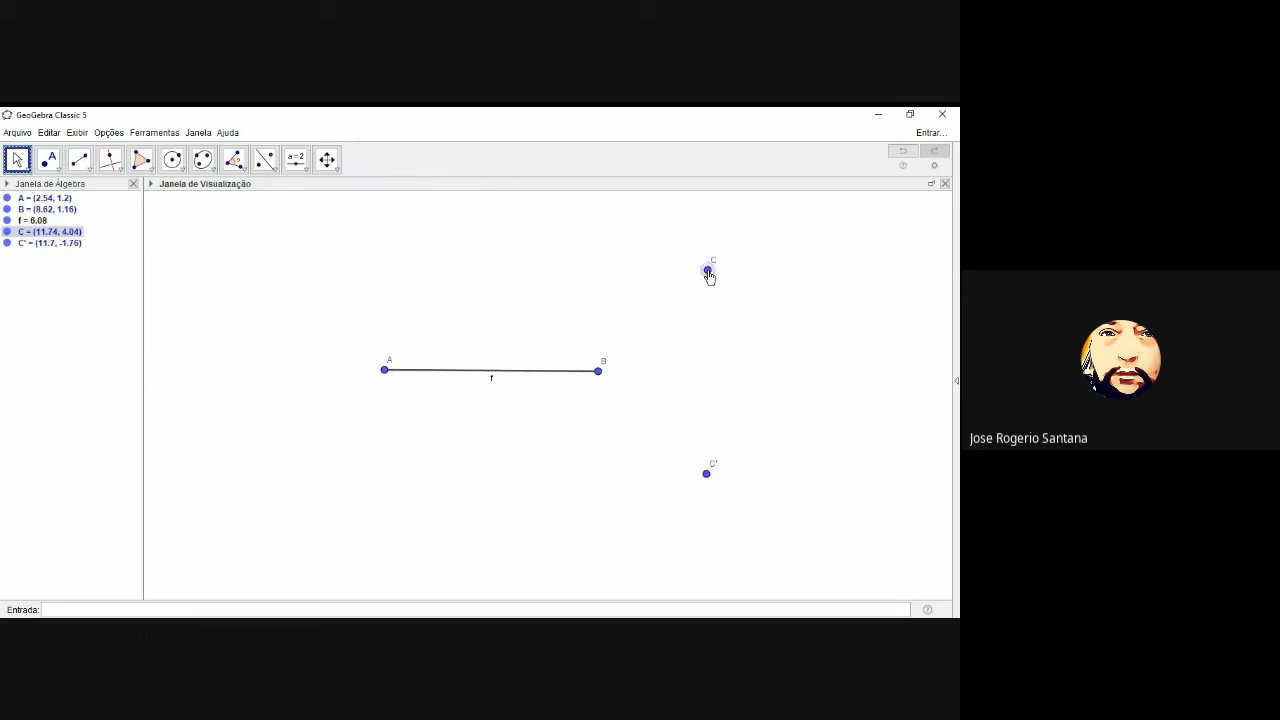 GeoGebra Classic 5
Arquivo Editar Exibir Opções Ferramentas Janela Ajuda
Entrar...
A
a = 2
Janela de Álgebra
Janela de Visualização
A = (2.54, 1.2)
B = (8.62, 1.16)
f = 6.08
C = (11.74, 4.04)
C' = (11.7, -1.76)
C
A
B
f
C'
Jose Rogerio Santana
Entrada: